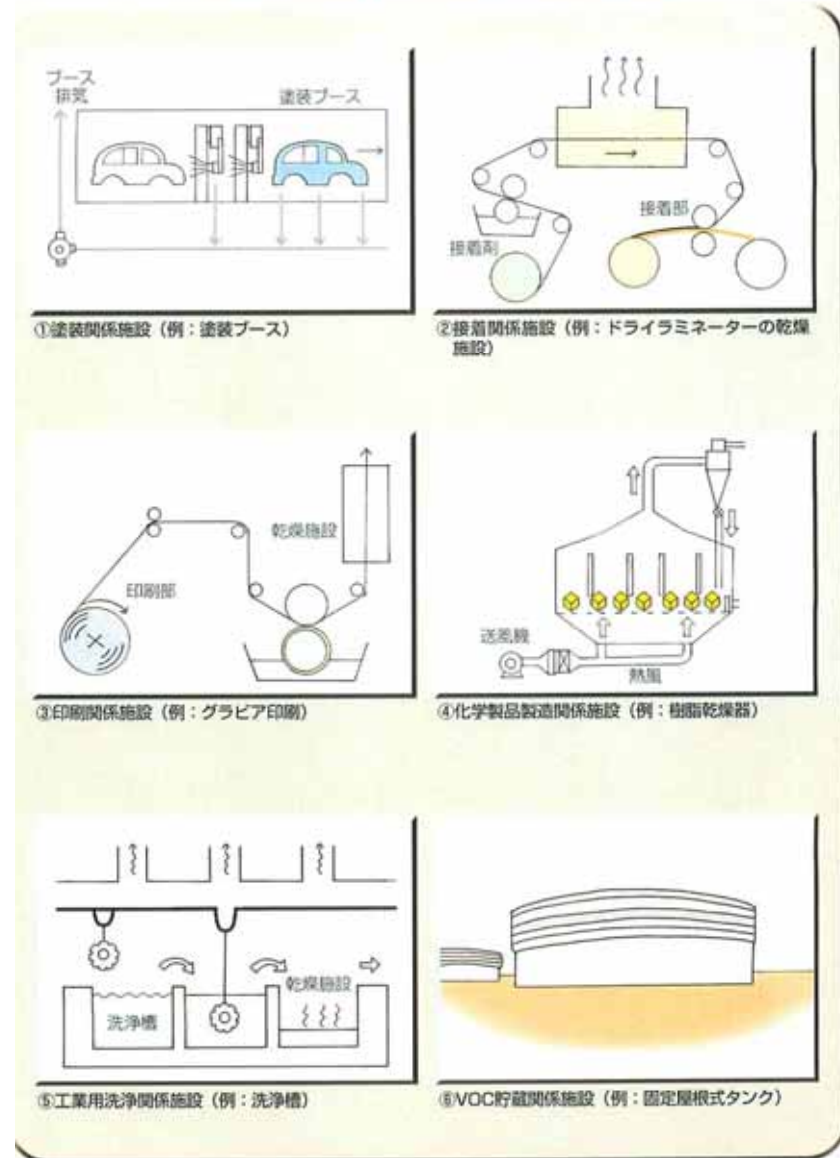 ブース
排気
塗装ブース
①塗装関係施設（例：塗装ブース）
接着剤
接着部
②接着関係施設（例：ドライラミネーターの乾燥
施設）
乾燥施設
印刷部
③印刷関係施設（例：グラビア印刷）
送風機
熱風
④化学製品製造関係施設（例：樹脂乾燥器）
洗浄槽
乾燥施設
⑤工業用洗浄関係施設（例：洗浄槽）
⑥VOC貯蔵関係施設（例：固定屋根式タンク）